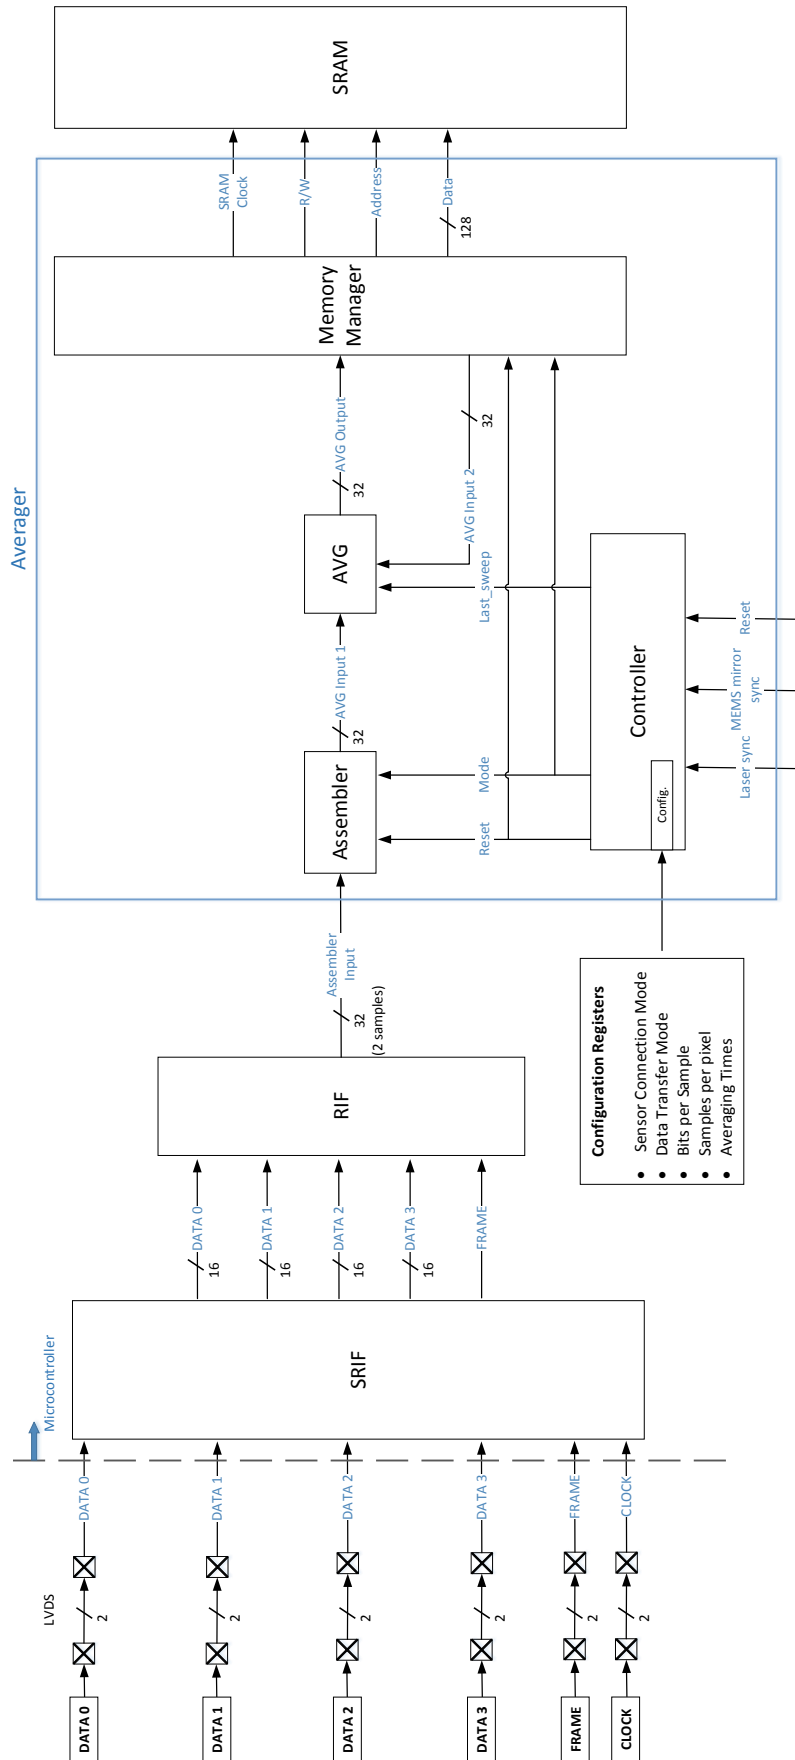 LVDS
DATA 0
2
DATA 0
DATA 1
2
DATA 1
DATA 2
2
DATA 2
DATA 3
2
DATA 3
FRAME
2
FRAME
CLOCK
2
CLOCK
Microcontroller
SRIF
DATA 0
16
DATA 1
16
DATA 2
16
DATA 3
16
FRAME
RIF
Assembler
Input
32
(2 samples)
Configuration Registers
• Sensor Connection Mode
• Data Transfer Mode
• Bits per Sample
• Samples per pixel
• Averaging Times
Averager
Assembler
AVG Input 1
32
AVG
AVG Output
32
AVG Input 2
32
Reset
Mode
Last_sweep
Config.
Controller
Laser sync
MEMS mirror
sync
Reset
Memory
Manager
SRAM
Clock
R/W
Address
Data
128
SRAM